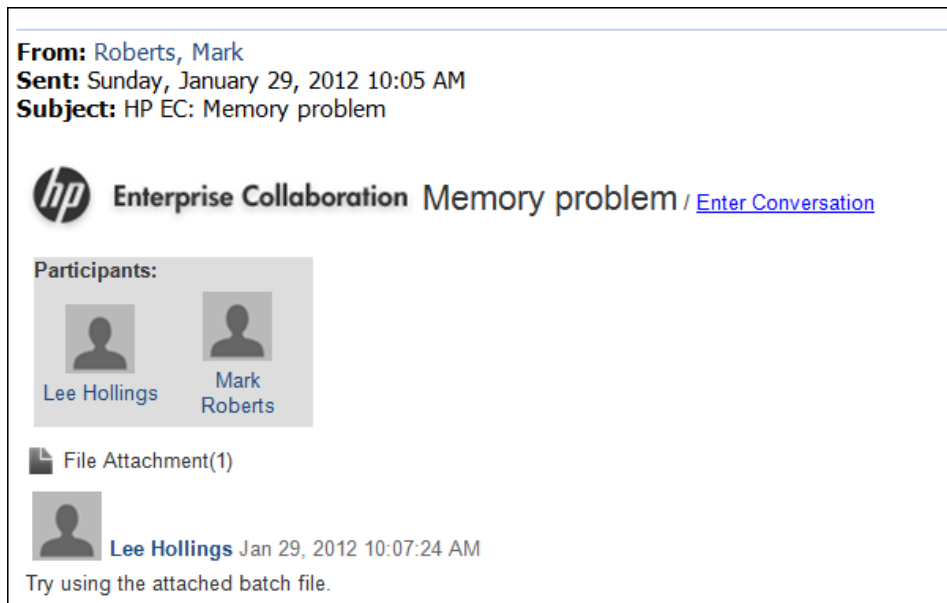 From: Roberts, Mark
Sent: Sunday, January 29, 2012 10:05 AM
Subject: HP EC: Memory problem
hp Enterprise Collaboration Memory problem / Enter Conversation
Participants:
Lee Hollings
Mark
Roberts
File Attachment(1)
Lee Hollings Jan 29, 2012 10:07:24 AM
Try using the attached batch file.